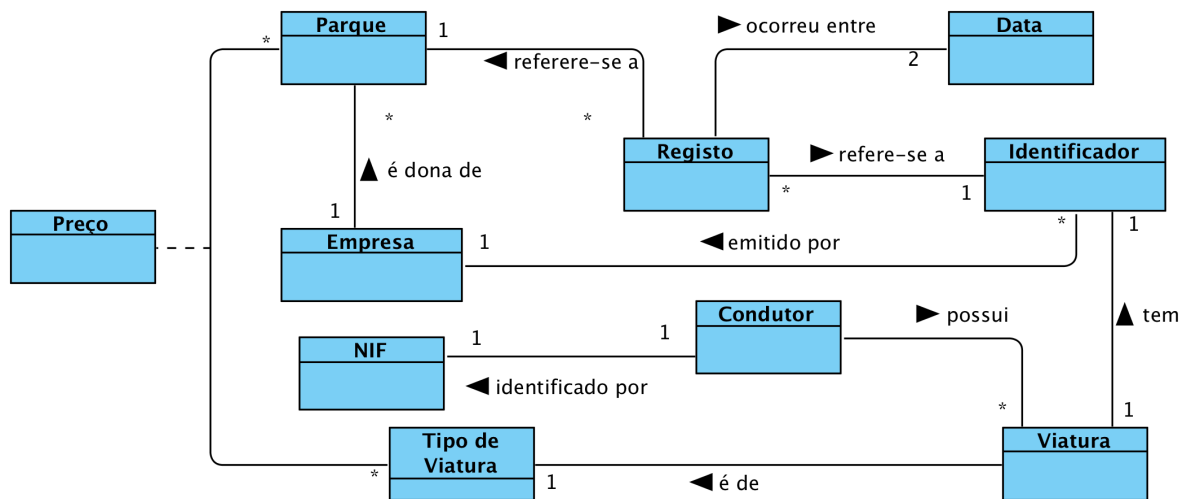 Parque
1
*
◄ referere-se a
► ocorreu entre
Data
2
*
*
Registo
► refere-se a
*
1
Identificador
▲ é dona de
1
Preço
Empresa
1
◄ emitido por
*
1
▲ tem
Condutor
► possui
1
1
NIF
◄ identificado por
*
1
Tipo de
Viatura
*
1
◄ é de
Viatura